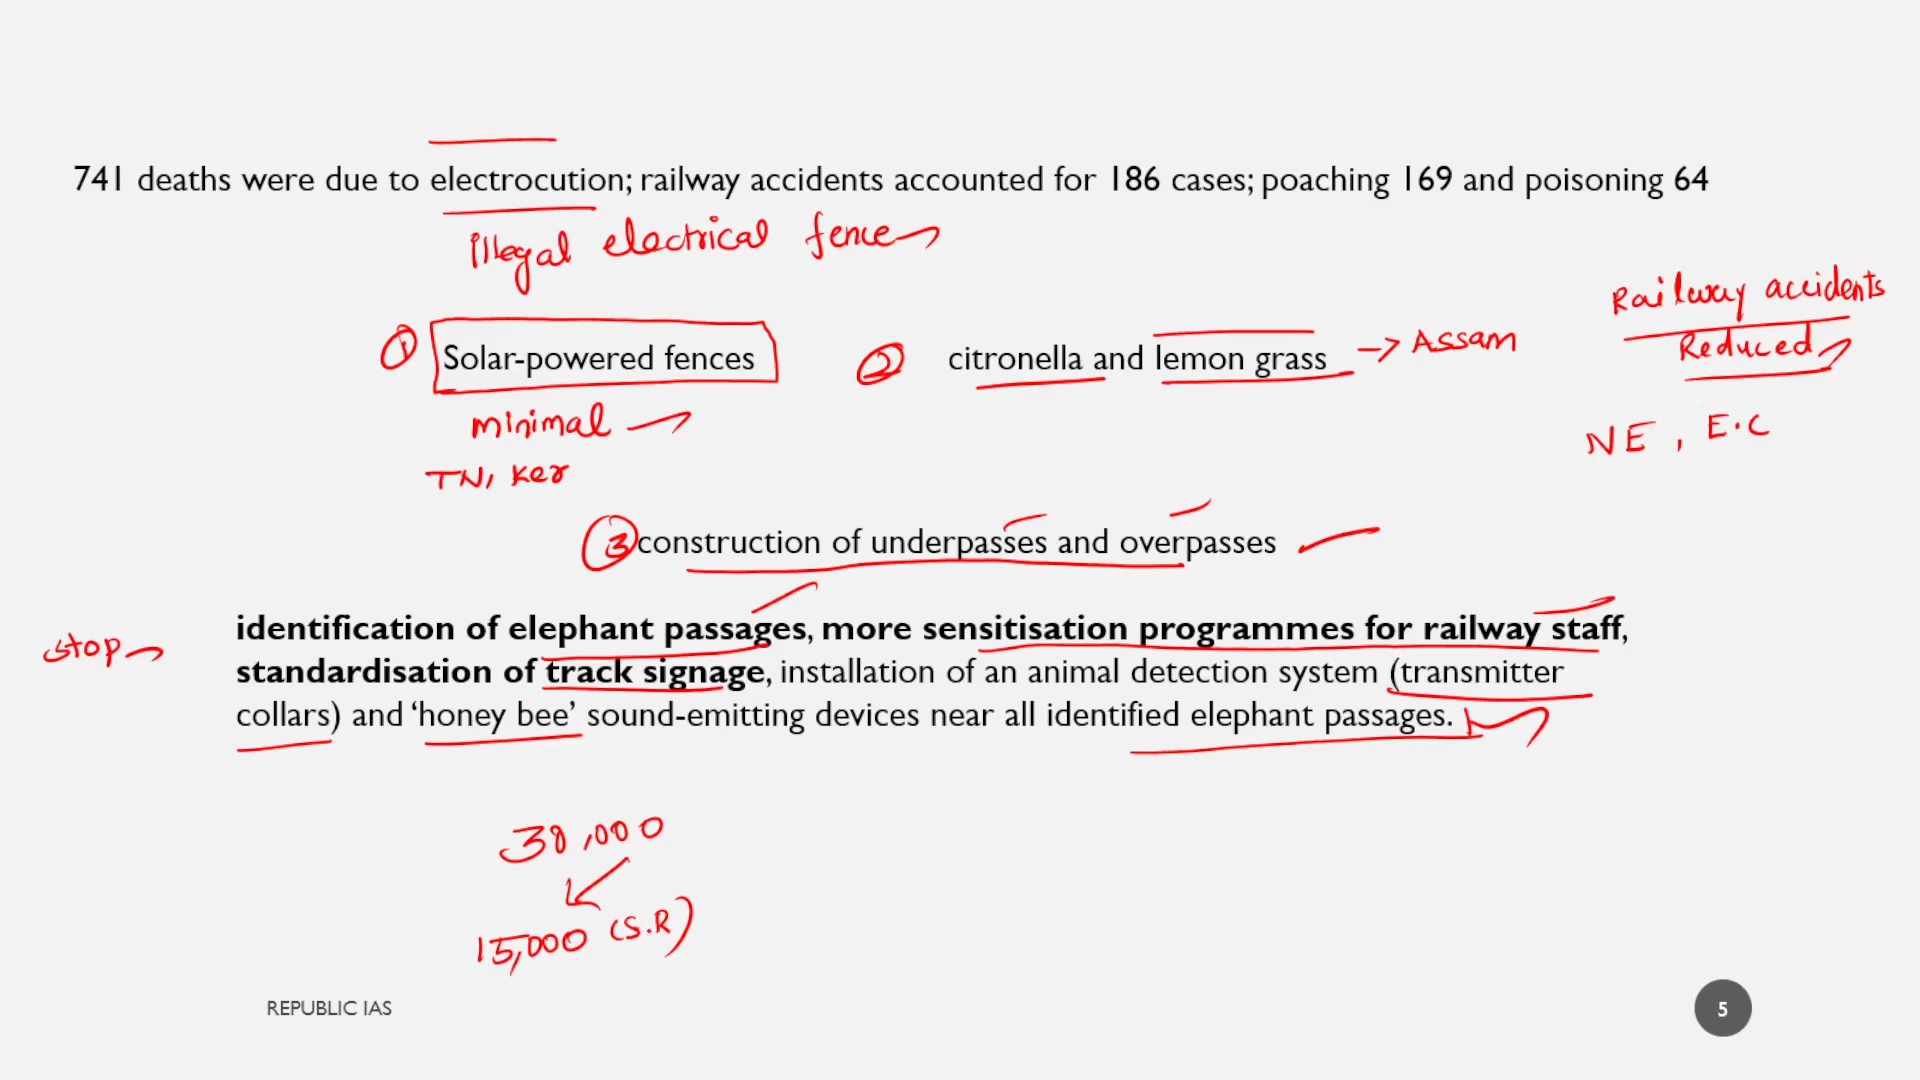 741 deaths were due to electrocution; railway accidents accounted for 186 cases; poaching 169 and poisoning 64
illegal electrical fence
Railway accidents
Reduced
① Solar-powered fences
② citronella and lemon grass → Assam
minimal
TN, Ker
NE, E.C
③ construction of underpasses and overpasses
stop
identification of elephant passages, more sensitisation programmes for railway staff,
standardisation of track signage, installation of an animal detection system (transmitter
collars) and ‘honey bee’ sound-emitting devices near all identified elephant passages.
38,000
15,000 (S.R)
REPUBLIC IAS
5